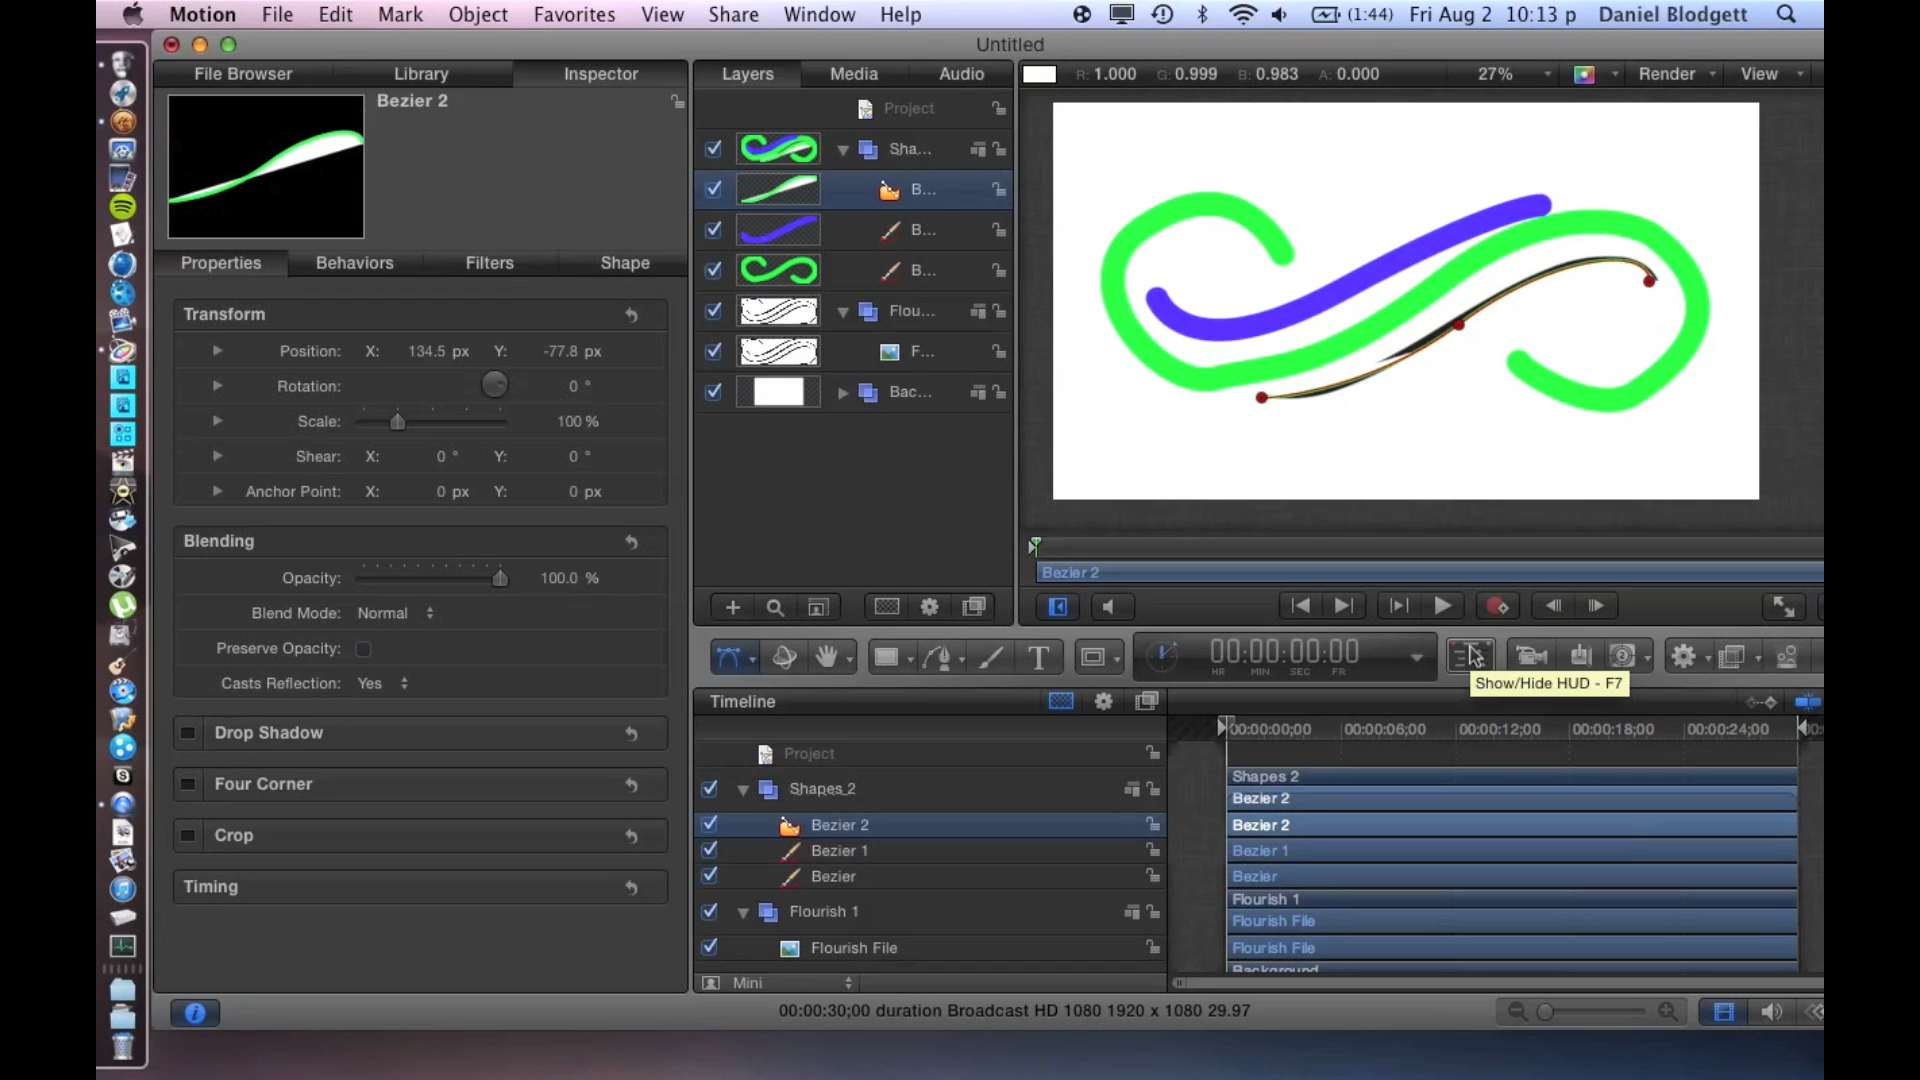 Motion File Edit Mark Object Favorites View Share Window Help (1:44) Fri Aug 2 10:13 p Daniel Blodgett
Untitled
File Browser Library Inspector
Bezier 2
Properties Behaviors Filters Shape
Transform
Position: X: 134.5 px Y: -77.8 px
Rotation: 0 °
Scale: 100 %
Shear: X: 0 ° Y: 0 °
Anchor Point: X: 0 px Y: 0 px
Blending
Opacity: 100.0 %
Blend Mode: Normal
Preserve Opacity:
Casts Reflection: Yes
Drop Shadow
Four Corner
Crop
Timing
Layers Media Audio
Project
Sha...
B...
B...
B...
Flou...
F...
Bac...
R: 1.000 G: 0.999 B: 0.983 A: 0.000 27% Render View
Bezier 2
T
00:00:00:00
HR MIN SEC FR
Show/Hide HUD - F7
Timeline
00:00:00;00 00:00:06;00 00:00:12;00 00:00:18;00 00:00:24;00
Project
Shapes 2
Bezier 2
Bezier 1
Bezier
Flourish 1
Flourish File
Mini
Shapes 2
Bezier 2
Bezier 2
Bezier 1
Bezier
Flourish 1
Flourish File
Flourish File
Background
00:00:30;00 duration Broadcast HD 1080 1920 x 1080 29.97